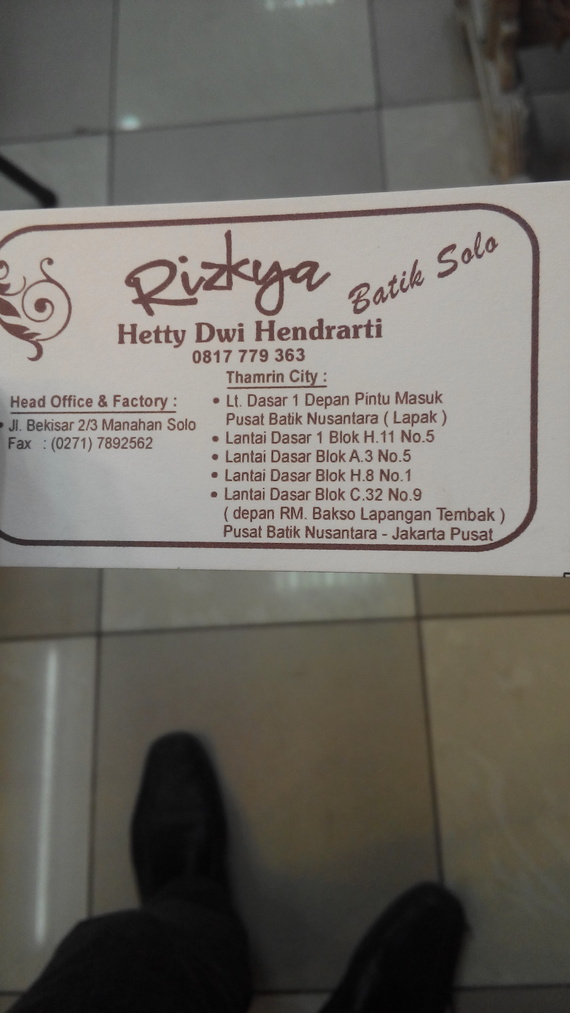 Rizkya Batik Solo
Hetty Dwi Hendrarti
0817 779 363
Head Office & Factory :
• Jl. Bekisar 2/3 Manahan Solo
Fax : (0271) 7892562
Thamrin City :
• Lt. Dasar 1 Depan Pintu Masuk
Pusat Batik Nusantara ( Lapak )
• Lantai Dasar 1 Blok H.11 No.5
• Lantai Dasar Blok A.3 No.5
• Lantai Dasar Blok H.8 No.1
• Lantai Dasar Blok C.32 No.9
( depan RM. Bakso Lapangan Tembak )
Pusat Batik Nusantara - Jakarta Pusat